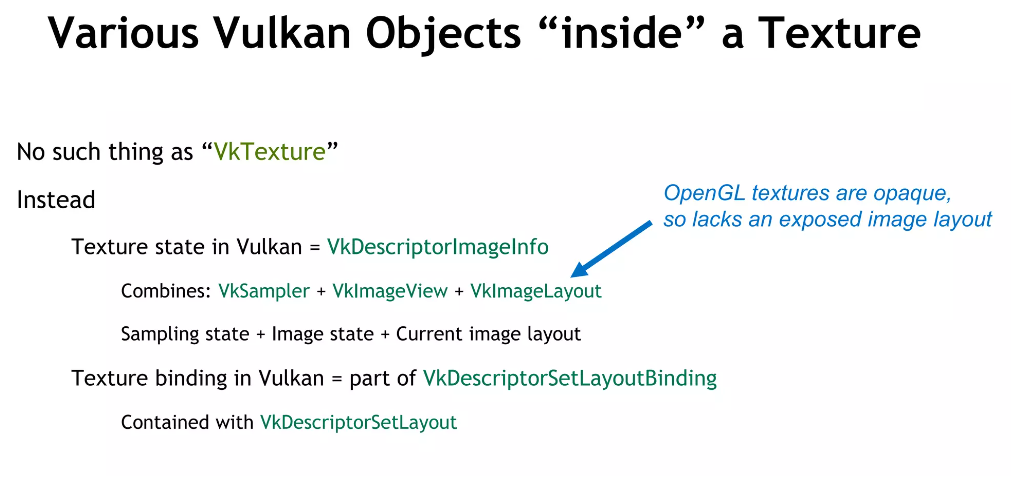 Various Vulkan Objects “inside” a Texture
No such thing as “VkTexture”
Instead
OpenGL textures are opaque,
so lacks an exposed image layout
Texture state in Vulkan = VkDescriptorImageInfo
Combines: VkSampler + VkImageView + VkImageLayout
Sampling state + Image state + Current image layout
Texture binding in Vulkan = part of VkDescriptorSetLayoutBinding
Contained with VkDescriptorSetLayout